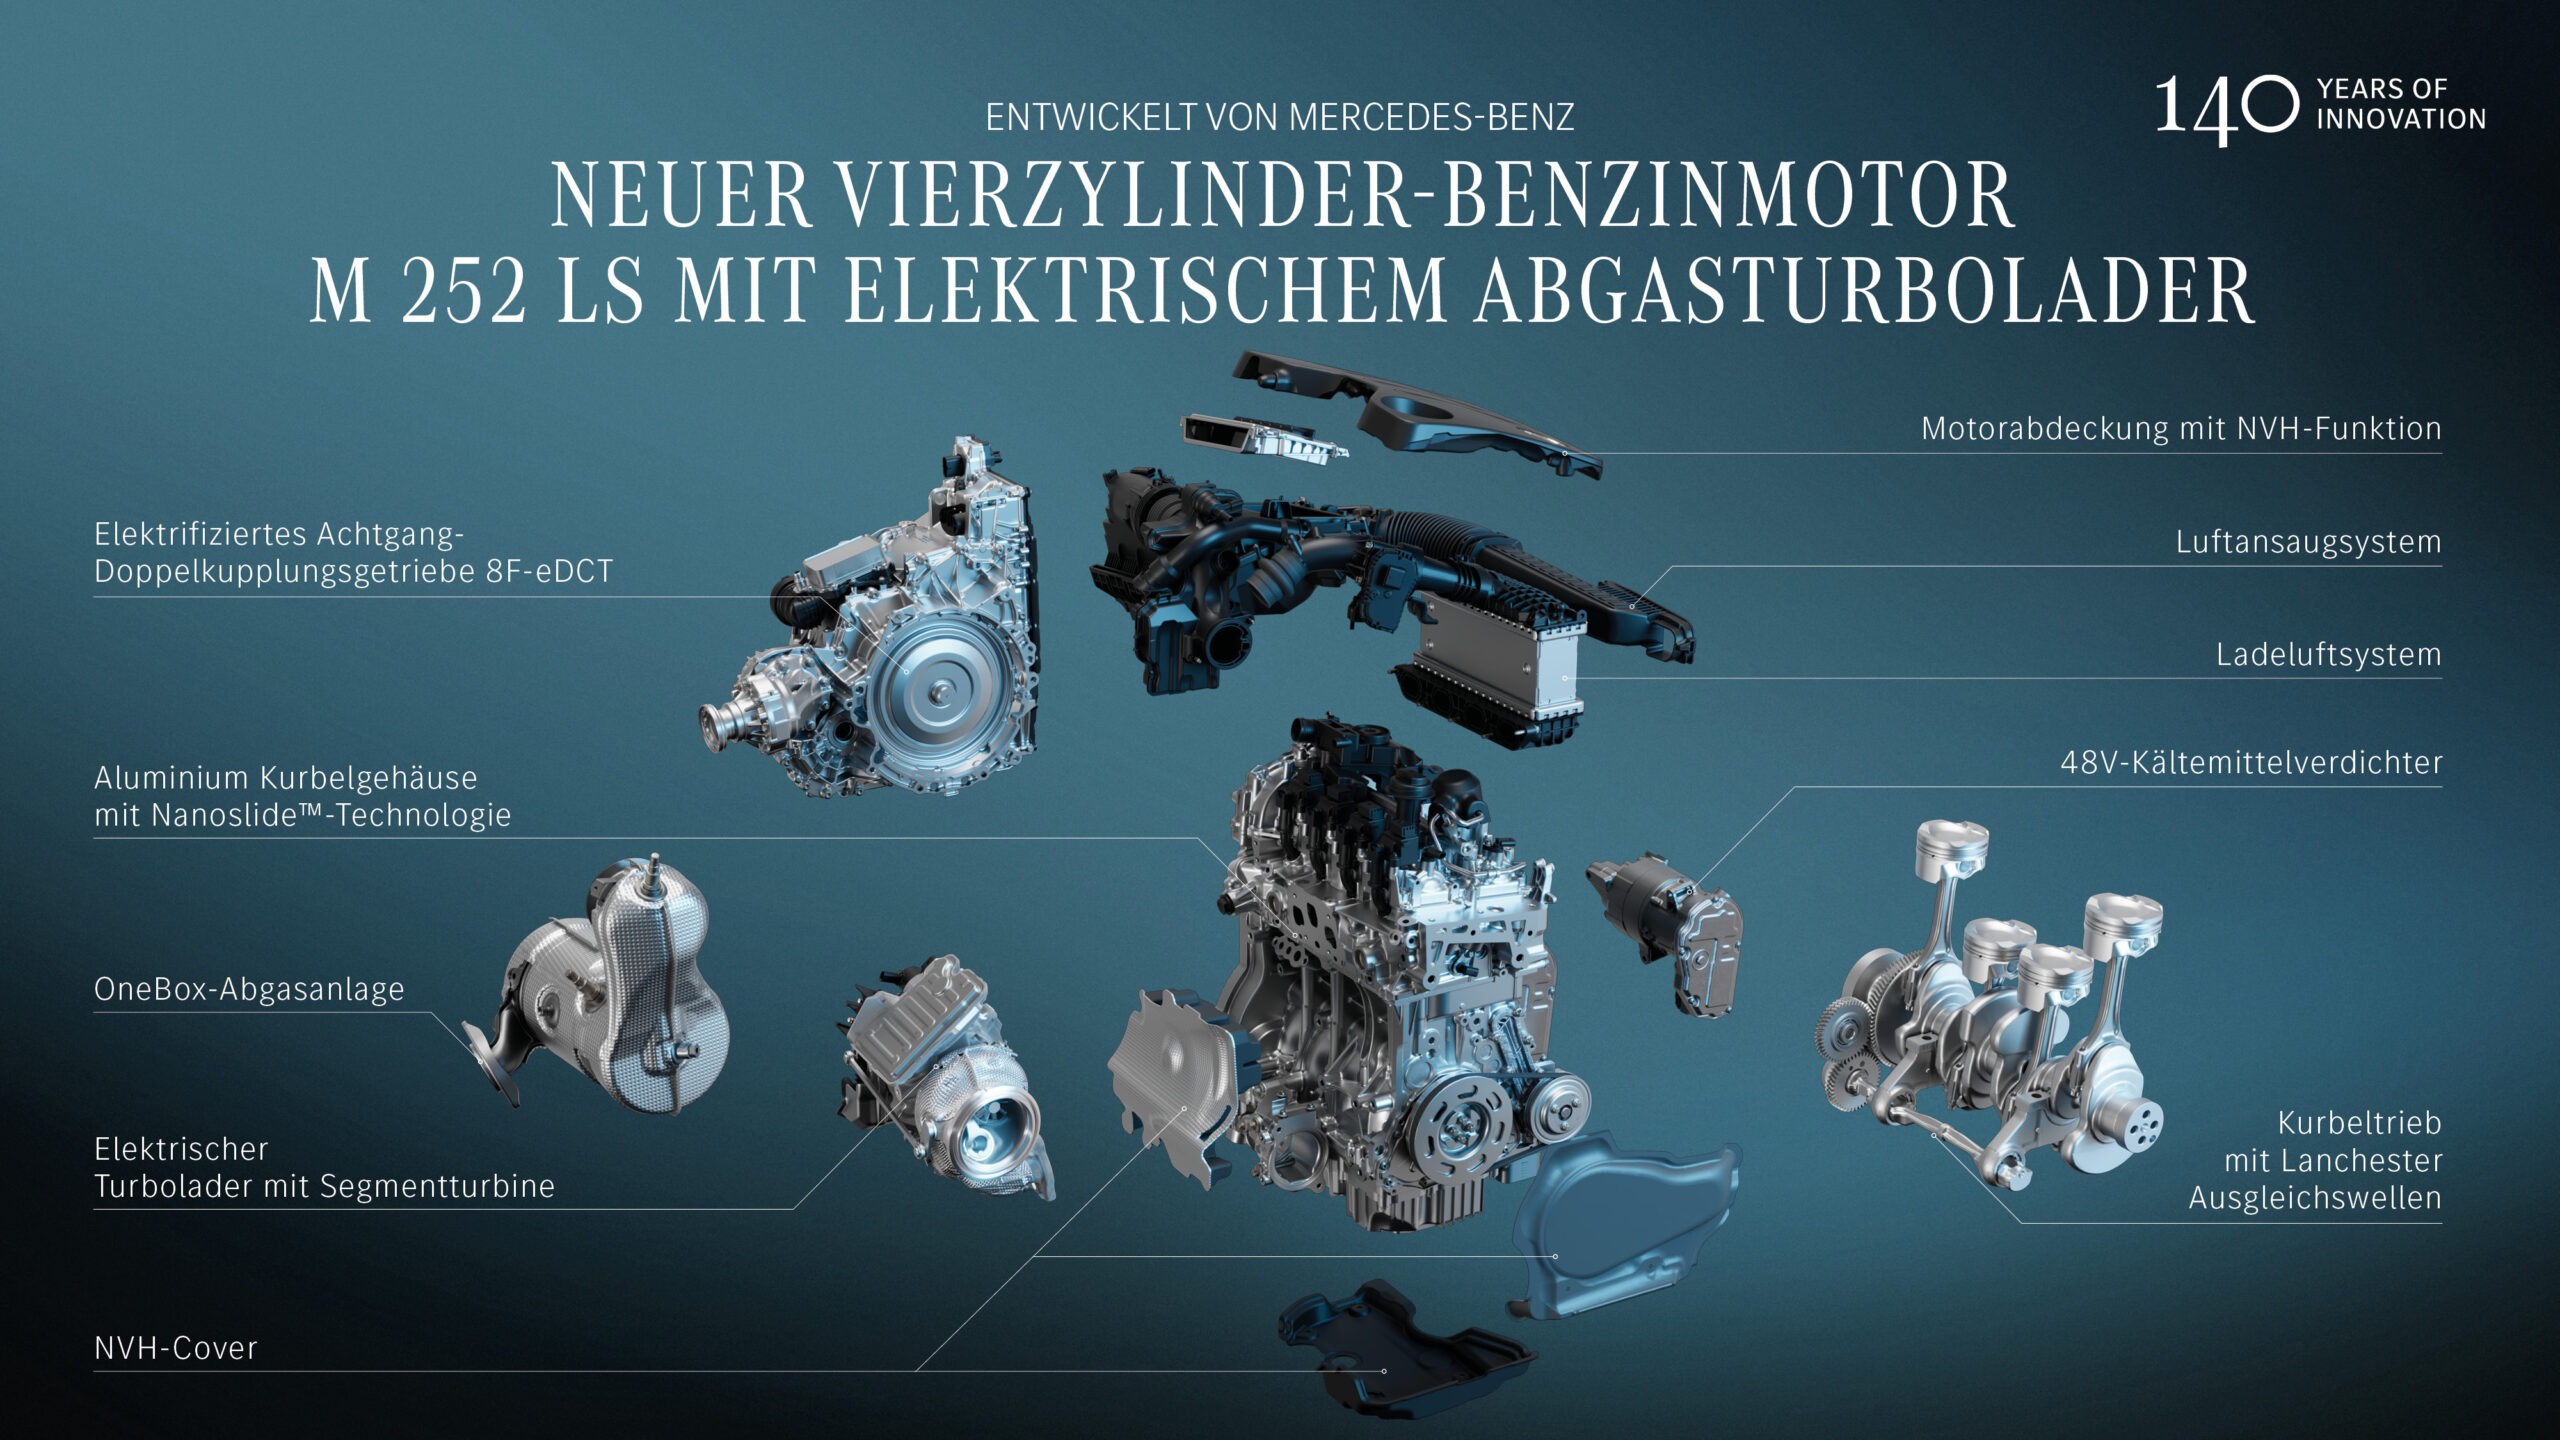 140 YEARS OF
INNOVATION
ENTWICKELT VON MERCEDES-BENZ
NEUER VIERZYLINDER-BENZINMOTOR
M 252 LS MIT ELEKTRISCHEM ABGASTURBOLADER
Elektrifiziertes Achtgang-
Doppelkupplungsgetriebe 8F-eDCT
Aluminium Kurbelgehäuse
mit Nanoslide™-Technologie
OneBox-Abgasanlage
Elektrischer
Turbolader mit Segmentturbine
NVH-Cover
Motorabdeckung mit NVH-Funktion
Luftansaugsystem
Ladeluftsystem
48V-Kältemittelverdichter
Kurbeltrieb
mit Lanchester
Ausgleichswellen